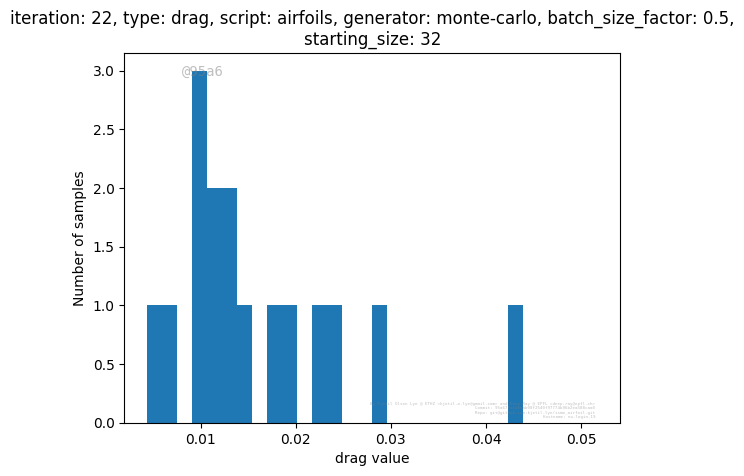 iteration: 22, type: drag, script: airfoils, generator: monte-carlo, batch_size_factor: 0.5,
starting_size: 32
@95a6
3.0
2.5
2.0
1.5
1.0
0.5
0.0
Number of samples
0.01
0.02
0.03
0.04
0.05
drag value